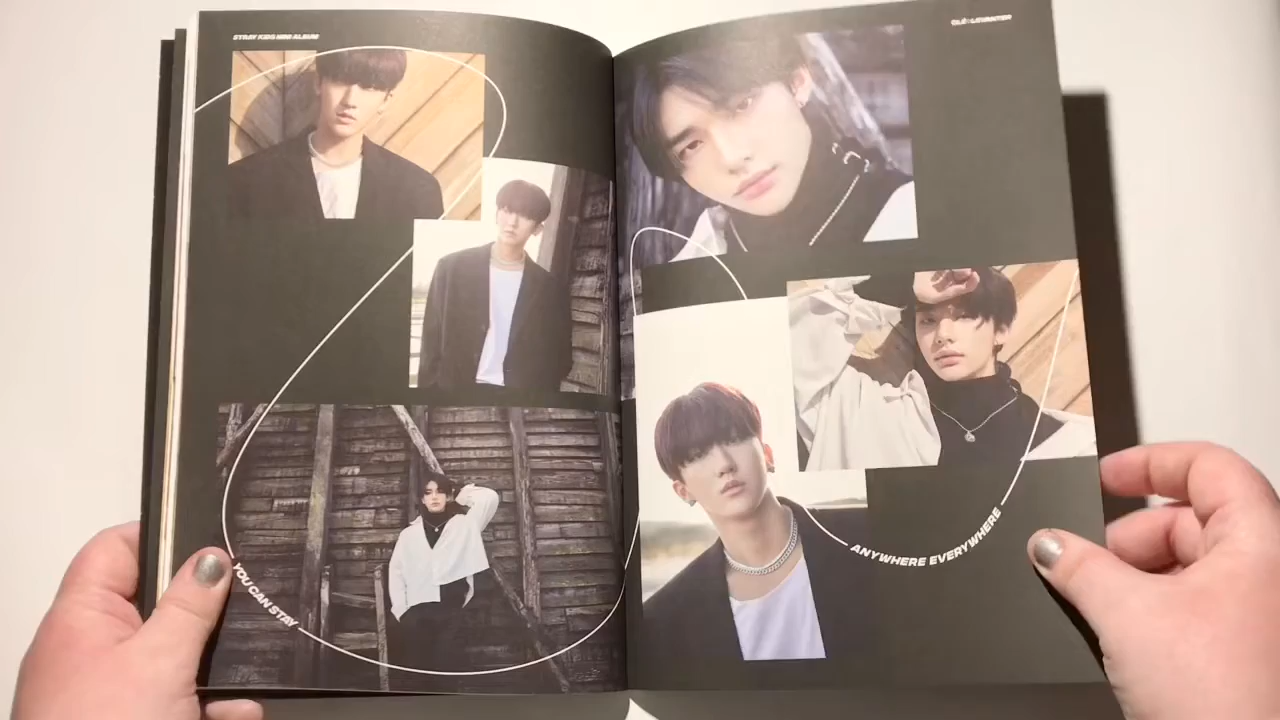 STRAY KIDS MINI ALBUM
CLÉ : LEVANTER
YOU CAN STAY
ANYWHERE EVERYWHERE